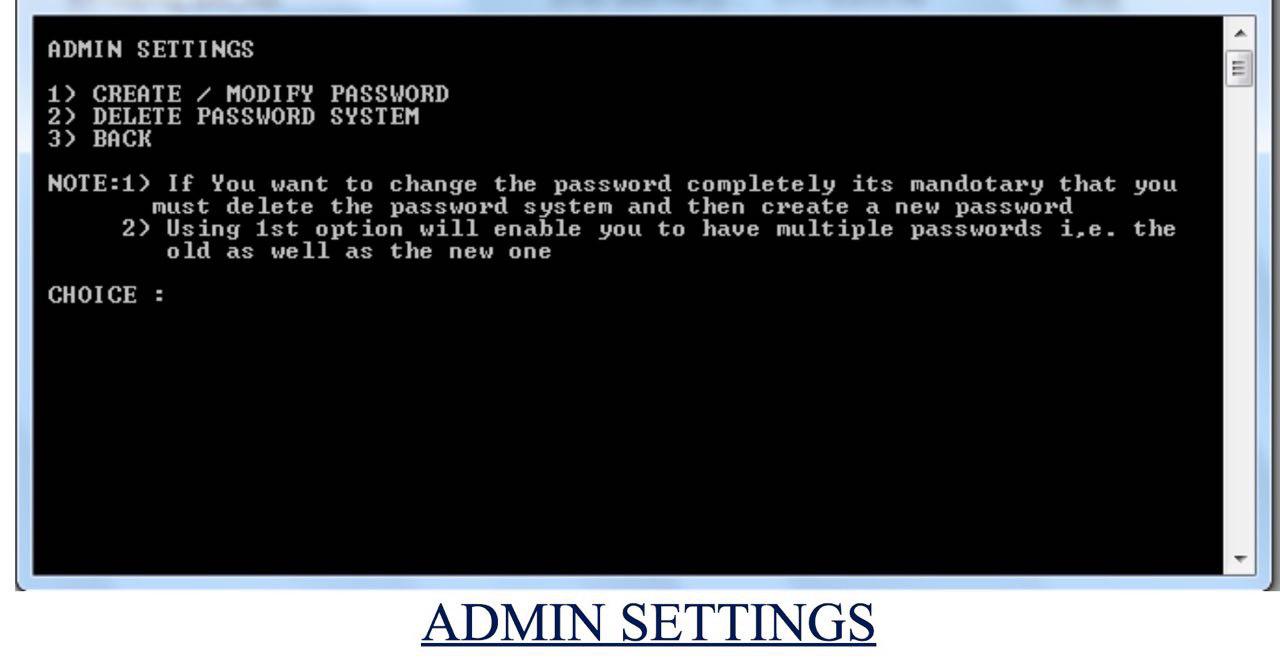 ADMIN SETTINGS
1) CREATE / MODIFY PASSWORD
2) DELETE PASSWORD SYSTEM
3) BACK
NOTE:1) If You want to change the password completely its mandotary that you
must delete the password system and then create a new password
2) Using 1st option will enable you to have multiple passwords i,e. the
old as well as the new one
CHOICE :
ADMIN SETTINGS